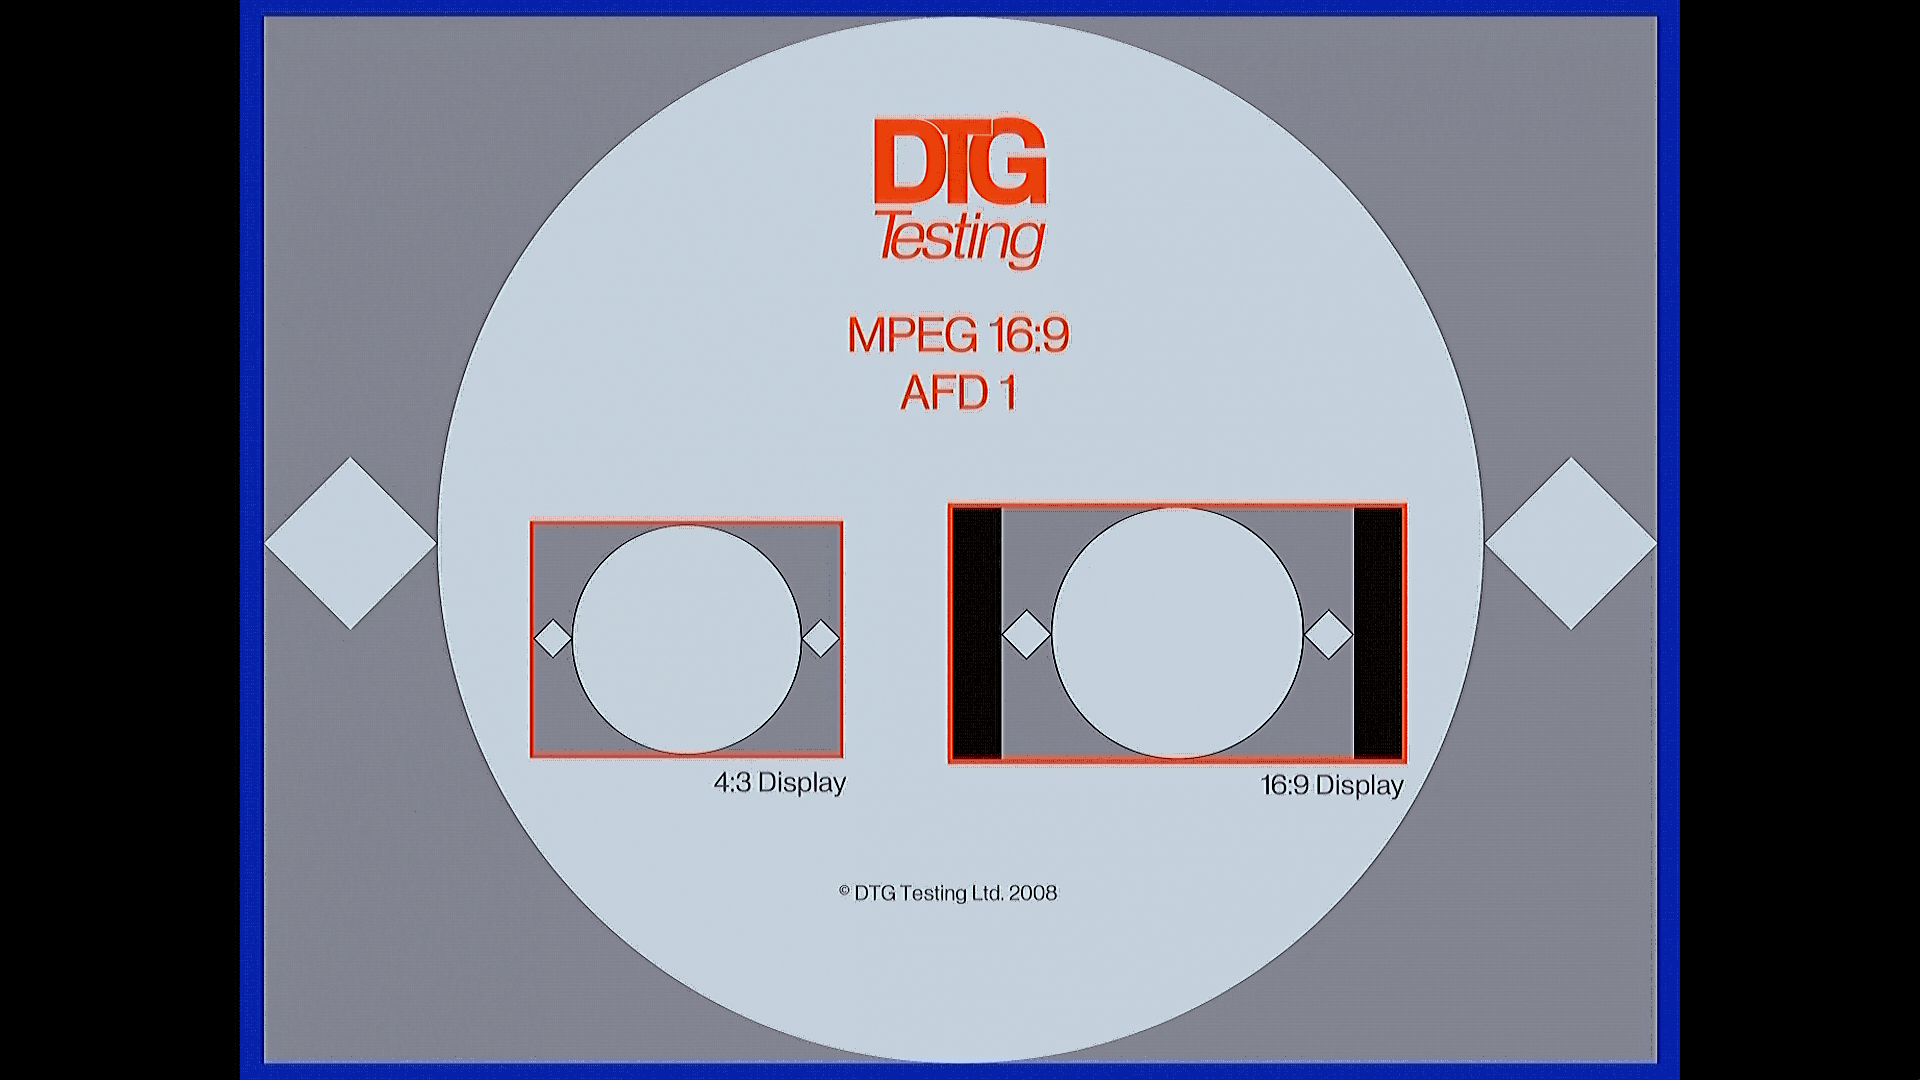 DTG
Testing
MPEG 16:9
AFD 1
4:3 Display
16:9 Display
© DTG Testing Ltd. 2008